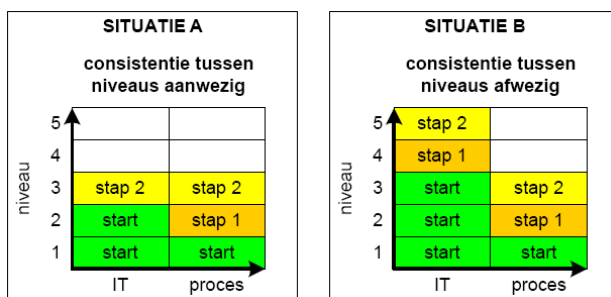 SITUATIE A
consistentie tussen
niveaus aanwezig
niveau
5
4
3 stap 2 stap 2
2 start stap 1
1 start start
IT proces
SITUATIE B
consistentie tussen
niveaus afwezig
niveau
5 stap 2
4 stap 1
3 start stap 2
2 start stap 1
1 start start
IT proces